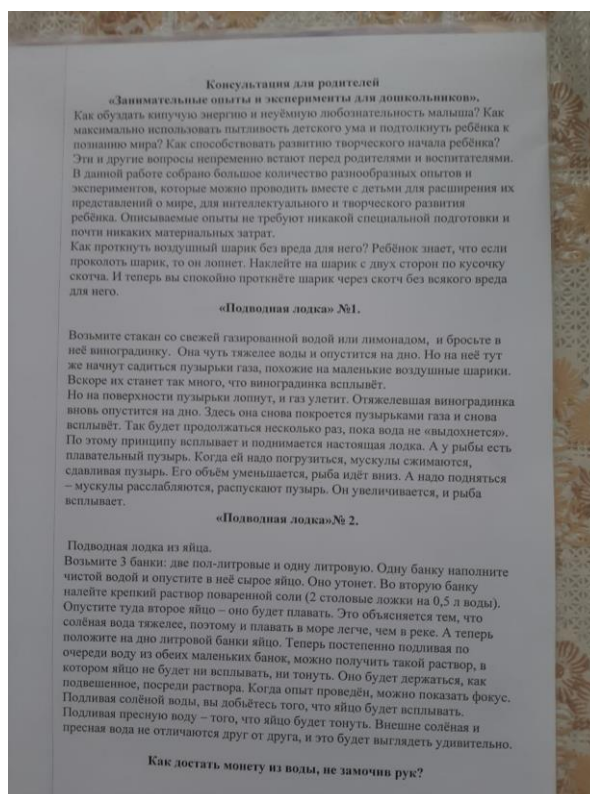 Консультация для родителей
«Занимательные опыты и эксперименты для дошкольников».
Как обуздать кипучую энергию и неуёмную любознательность малыша? Как
максимально использовать пытливость детского ума и подтолкнуть ребёнка к
познанию мира? Как способствовать развитию творческого начала ребёнка?
Эти и другие вопросы непременно встают перед родителями и воспитателями.
В данной работе собрано большое количество разнообразных опытов и
экспериментов, которые можно проводить вместе с детьми для расширения их
представлений о мире, для интеллектуального и творческого развития
ребёнка. Описываемые опыты не требуют никакой специальной подготовки и
почти никаких материальных затрат.
Как проткнуть воздушный шарик без вреда для него? Ребёнок знает, что если
проколоть шарик, то он лопнет. Наклейте на шарик с двух сторон по кусочку
скотча. И теперь вы спокойно проткнёте шарик через скотч без всякого вреда
для него.
«Подводная лодка» №1.
Возьмите стакан со свежей газированной водой или лимонадом, и бросьте в
неё виноградинку. Она чуть тяжелее воды и опустится на дно. Но на неё тут
же начнут садиться пузырьки газа, похожие на маленькие воздушные шарики.
Вскоре их станет так много, что виноградинка всплывёт.
Но на поверхности пузырьки лопнут, и газ улетит. Отяжелевшая виноградинка
вновь опустится на дно. Здесь она снова покроется пузырьками газа и снова
всплывёт. Так будет продолжаться несколько раз, пока вода не «выдохнется».
По этому принципу всплывает и поднимается настоящая лодка. А у рыбы есть
плавательный пузырь. Когда ей надо погрузиться, мускулы сжимаются,
сдавливая пузырь. Его объём уменьшается, рыба идёт вниз. А надо подняться
– мускулы расслабляются, распускают пузырь. Он увеличивается, и рыба
всплывает.
«Подводная лодка»№ 2.
Подводная лодка из яйца.
Возьмите 3 банки: две пол-литровые и одну литровую. Одну банку наполните
чистой водой и опустите в неё сырое яйцо. Оно утонет. Во вторую банку
налейте крепкий раствор поваренной соли (2 столовые ложки на 0,5 л воды).
Опустите туда второе яйцо – оно будет плавать. Это объясняется тем, что
солёная вода тяжелее, поэтому и плавать в море легче, чем в реке. А теперь
положите на дно литровой банки яйцо. Теперь постепенно подливая по
очереди воду из обеих маленьких банок, можно получить такой раствор, в
котором яйцо не будет ни всплывать, ни тонуть. Оно будет держаться, как
подвешенное, посреди раствора. Когда опыт проведён, можно показать фокус.
Подливая солёной воды, вы добьётесь того, что яйцо будет всплывать.
Подливая пресную воду – того, что яйцо будет тонуть. Внешне солёная и
пресная вода не отличаются друг от друга, и это будет выглядеть удивительно.
Как достать монету из воды, не замочив рук?